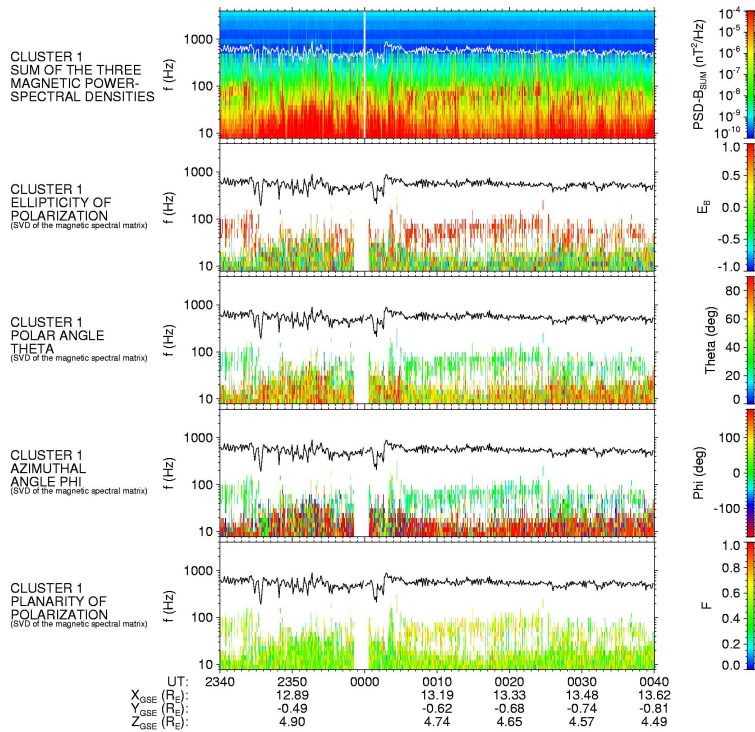 CLUSTER 1
SUM OF THE THREE
MAGNETIC POWER-
SPECTRAL DENSITIES
f (Hz)
1000
100
10
PSD-B_SUM (nT²/Hz)
10⁻⁴
10⁻⁵
10⁻⁶
10⁻⁷
10⁻⁸
10⁻⁹
10⁻¹⁰
CLUSTER 1
ELLIPTICITY OF
POLARIZATION
(SVD of the magnetic spectral matrix)
f (Hz)
1000
100
10
E_B
1.0
0.5
0.0
-0.5
-1.0
CLUSTER 1
POLAR ANGLE
THETA
(SVD of the magnetic spectral matrix)
f (Hz)
1000
100
10
Theta (deg)
80
60
40
20
0
CLUSTER 1
AZIMUTHAL
ANGLE PHI
(SVD of the magnetic spectral matrix)
f (Hz)
1000
100
10
Phi (deg)
100
0
-100
CLUSTER 1
PLANARITY OF
POLARIZATION
(SVD of the magnetic spectral matrix)
f (Hz)
1000
100
10
F
1.0
0.8
0.6
0.4
0.2
0.0
UT: 2340 2350 0000 0010 0020 0030 0040
X_GSE (R_E): 12.89 13.19 13.33 13.48 13.62
Y_GSE (R_E): -0.49 -0.62 -0.68 -0.74 -0.81
Z_GSE (R_E): 4.90 4.74 4.65 4.57 4.49